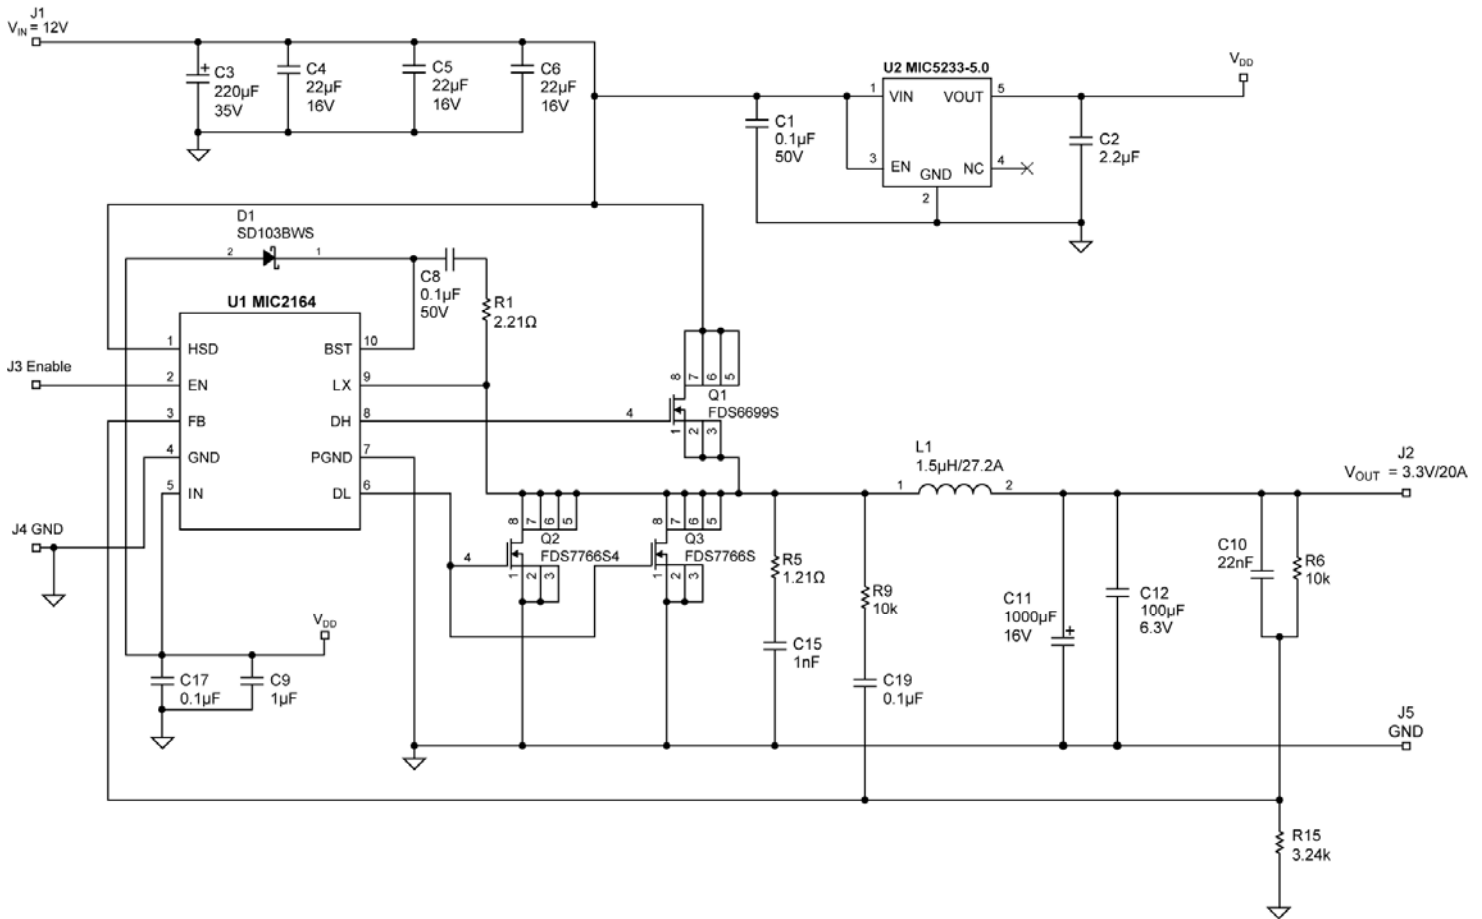 J1
VIN = 12V
C3
220µF
35V
C4
22µF
16V
C5
22µF
16V
C6
22µF
16V
U2 MIC5233-5.0
VDD
1
VIN
VOUT
5
C1
0.1µF
50V
C2
2.2µF
3
EN
GND
NC
4
2
D1
SD103BWS
2
1
C8
0.1µF
50V
R1
2.21Ω
U1 MIC2164
1
HSD
BST
10
J3 Enable
2
EN
LX
9
3
FB
DH
8
4
GND
PGND
7
5
IN
DL
6
J4 GND
8
7
6
5
Q1
FDS6699S
4
1
2
3
L1
1.5µH/27.2A
1
2
J2
VOUT = 3.3V/20A
8
7
6
5
Q2
FDS7766S4
4
1
2
3
8
7
6
5
Q3
FDS7766S
1
2
3
R5
1.21Ω
C15
1nF
R9
10k
C19
0.1µF
C11
1000µF
16V
C12
100µF
6.3V
C10
22nF
R6
10k
VDD
C17
0.1µF
C9
1µF
J5
GND
R15
3.24k